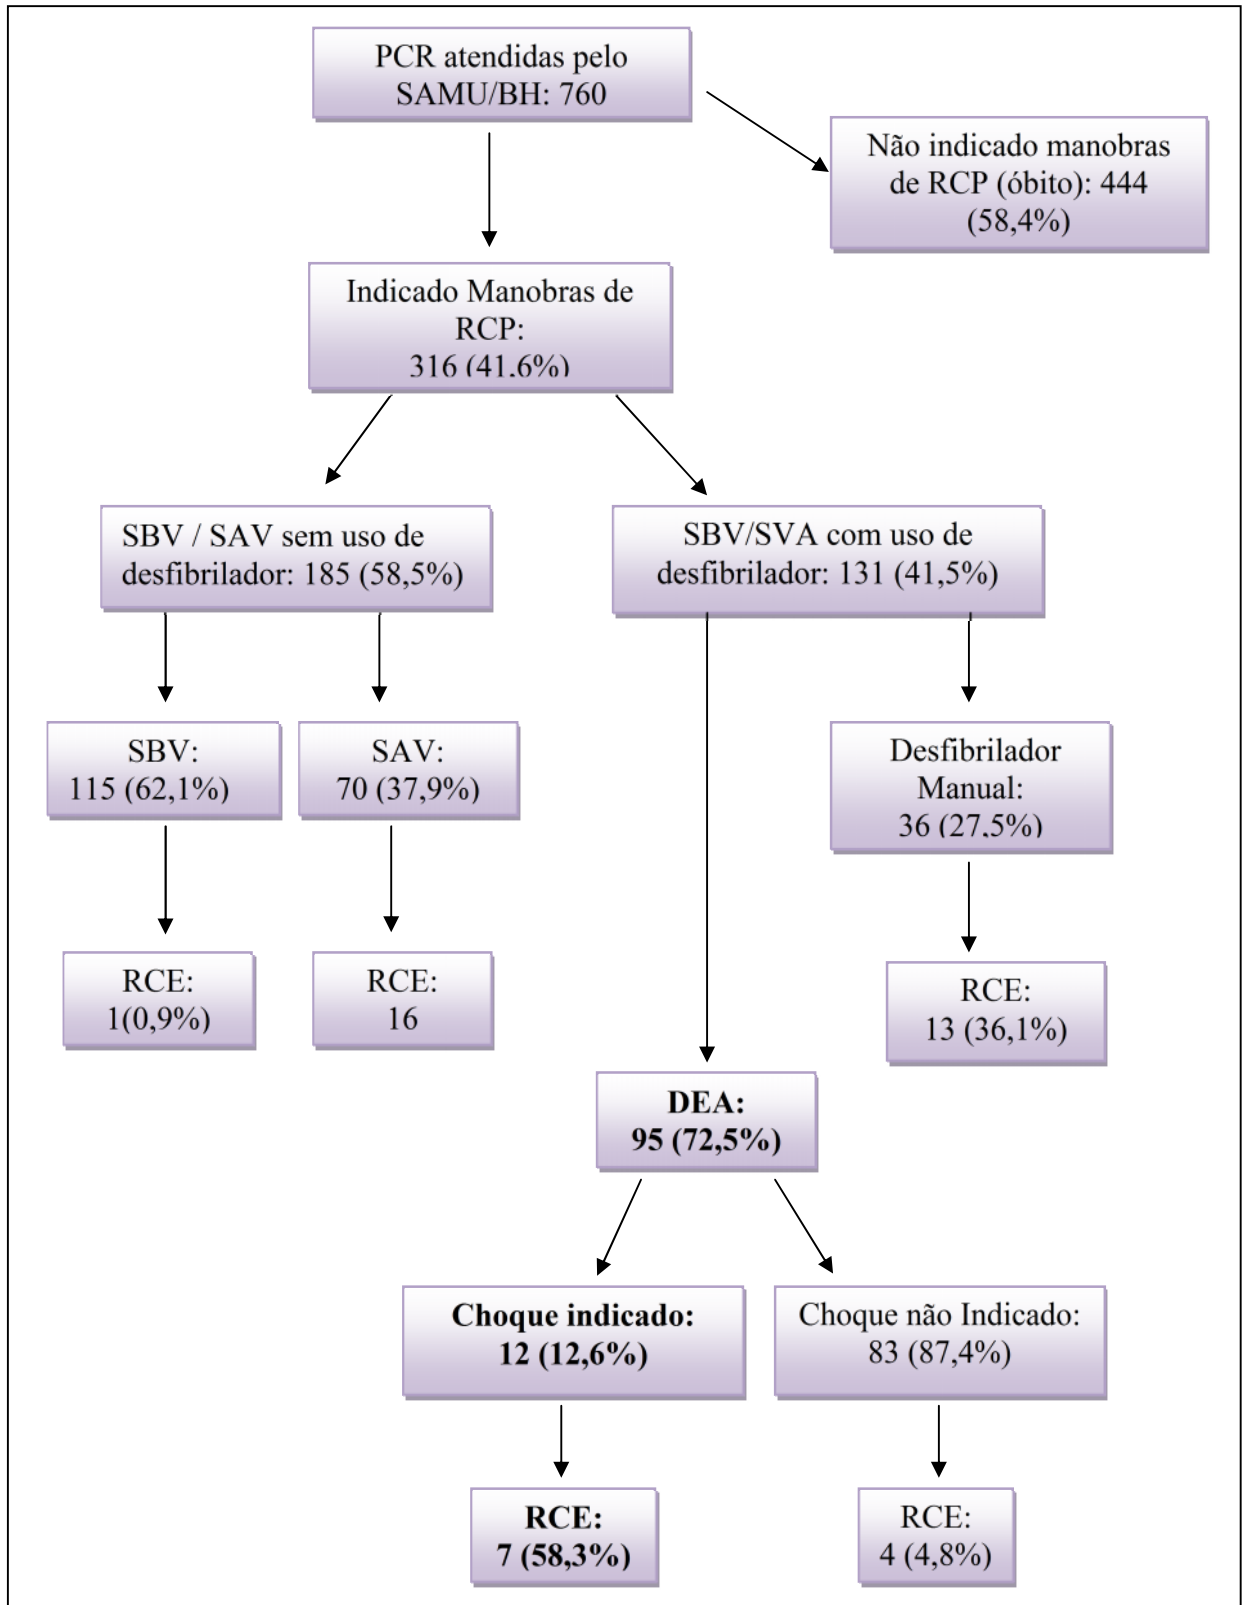 PCR atendidas pelo
SAMU/BH: 760
Não indicado manobras
de RCP (óbito): 444
(58,4%)
Indicado Manobras de
RCP:
316 (41,6%)
SBV / SAV sem uso de
desfibrilador: 185 (58,5%)
SBV/SVA com uso de
desfibrilador: 131 (41,5%)
SBV:
115 (62,1%)
SAV:
70 (37,9%)
Desfibrilador
Manual:
36 (27,5%)
RCE:
1(0,9%)
RCE:
16
RCE:
13 (36,1%)
DEA:
95 (72,5%)
Choque indicado:
12 (12,6%)
Choque não Indicado:
83 (87,4%)
RCE:
7 (58,3%)
RCE:
4 (4,8%)